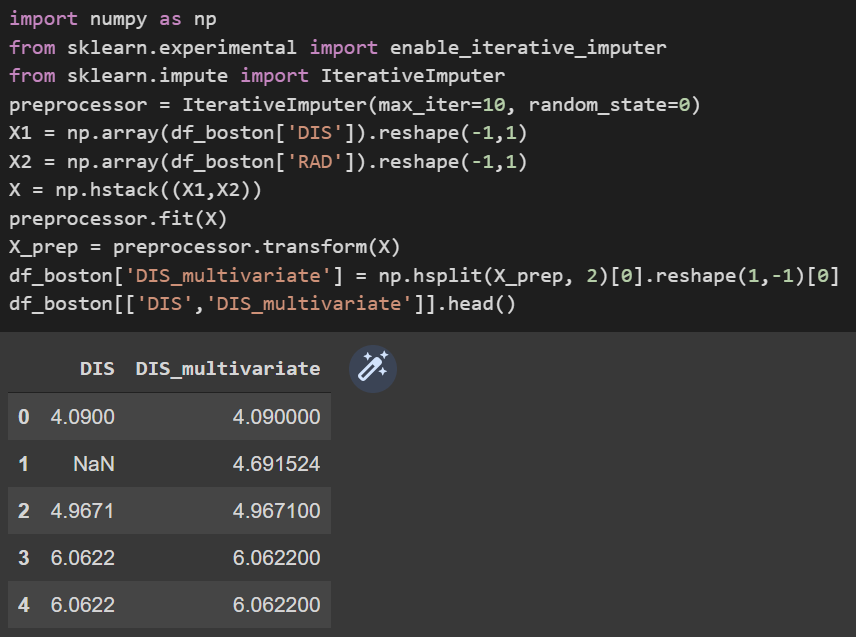 import numpy as np
from sklearn.experimental import enable_iterative_imputer
from sklearn.impute import IterativeImputer
preprocessor = IterativeImputer(max_iter=10, random_state=0)
X1 = np.array(df_boston['DIS']).reshape(-1,1)
X2 = np.array(df_boston['RAD']).reshape(-1,1)
X = np.hstack((X1,X2))
preprocessor.fit(X)
X_prep = preprocessor.transform(X)
df_boston['DIS_multivariate'] = np.hsplit(X_prep, 2)[0].reshape(1,-1)[0]
df_boston[['DIS','DIS_multivariate']].head()
DIS DIS_multivariate
0 4.0900 4.090000
1 NaN 4.691524
2 4.9671 4.967100
3 6.0622 6.062200
4 6.0622 6.062200